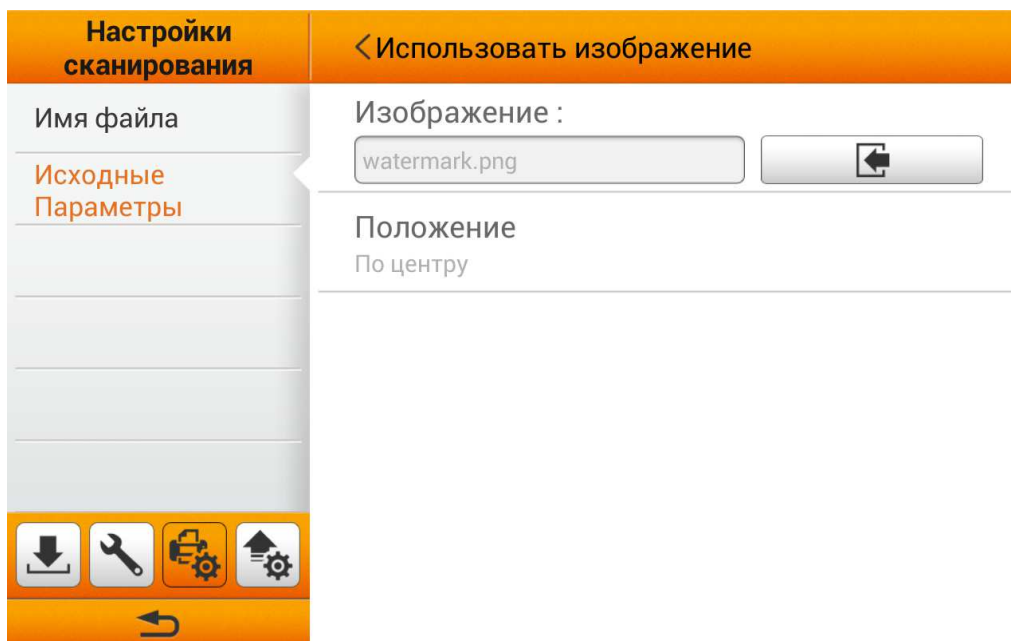 Настройки
сканирования
Имя файла
Исходные
Параметры
<Использовать изображение
Изображение :
watermark.png
Положение
По центру